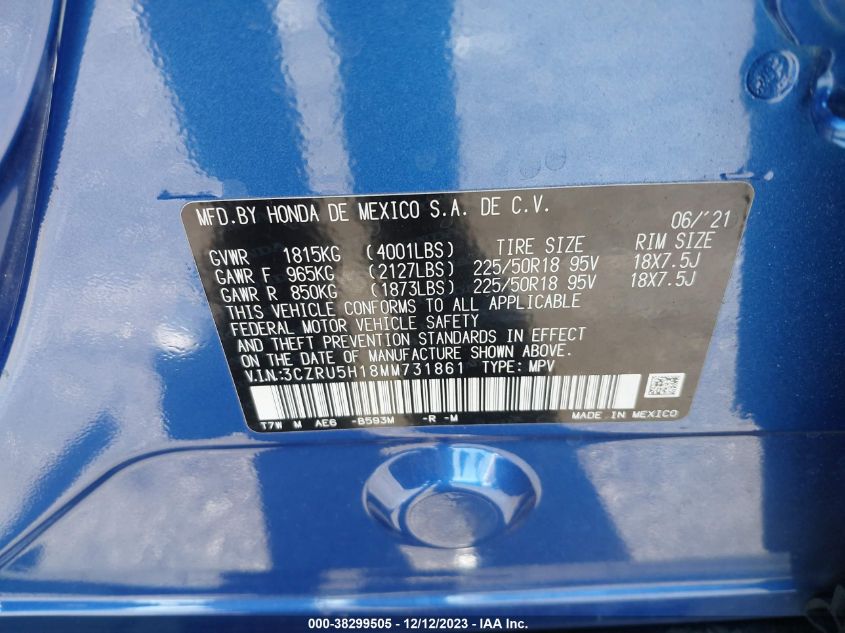 MFD.BY HONDA DE MEXICO S.A. DE C.V.
06/'21
GVWR 1815KG (4001LBS) TIRE SIZE RIM SIZE
GAWR F 965KG (2127LBS) 225/50R18 95V 18X7.5J
GAWR R 850KG (1873LBS) 225/50R18 95V 18X7.5J
THIS VEHICLE CONFORMS TO ALL APPLICABLE
FEDERAL MOTOR VEHICLE SAFETY
AND THEFT PREVENTION STANDARDS IN EFFECT
ON THE DATE OF MANUFACTURE SHOWN ABOVE.
V.I.N.:3CZRU5H18MM731861 TYPE: MPV
T7W M AE6 -B593M -R -M
MADE IN MEXICO
000-38299505 - 12/12/2023 - IAA Inc.